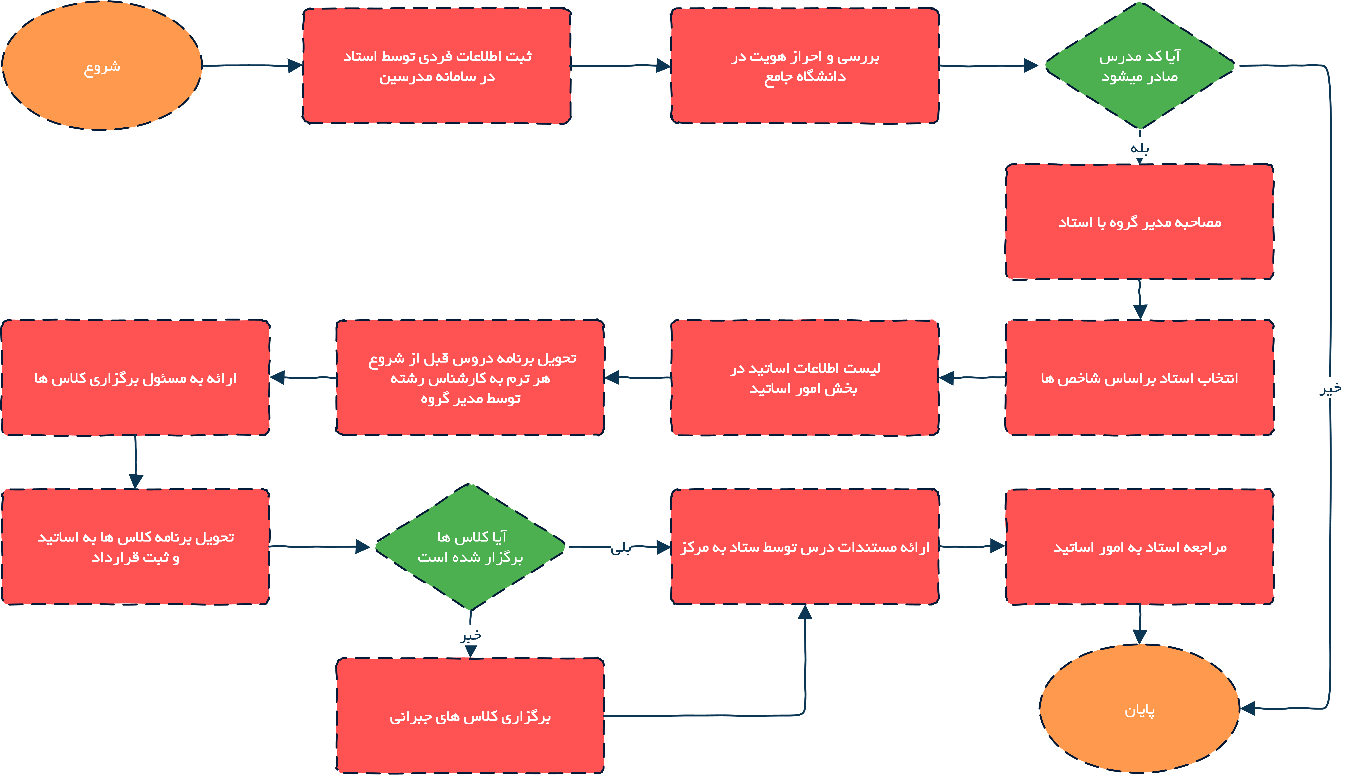 شروع
ثبت اطلاعات فردی توسط استاد
در سامانه مدرسین
بررسی و احراز هویت در
دانشگاه جامع
آیا کد مدرس
صادر میشود
بله
مصاحبه مدیر گروه با استاد
انتخاب استاد براساس شاخص ها
لیست اطلاعات اساتید در
بخش امور اساتید
تحویل برنامه دروس قبل از شروع
هر ترم به کارشناس رشته
توسط مدیر گروه
ارائه به مسئول برگزاری کلاس ها
خیر
تحویل برنامه کلاس ها به اساتید
و ثبت قرارداد
آیا کلاس ها
برگزار شده است
بلی
ارائه مستندات درس توسط ستاد به مرکز
مراجعه استاد به امور اساتید
خیر
برگزاری کلاس های جبرانی
پایان